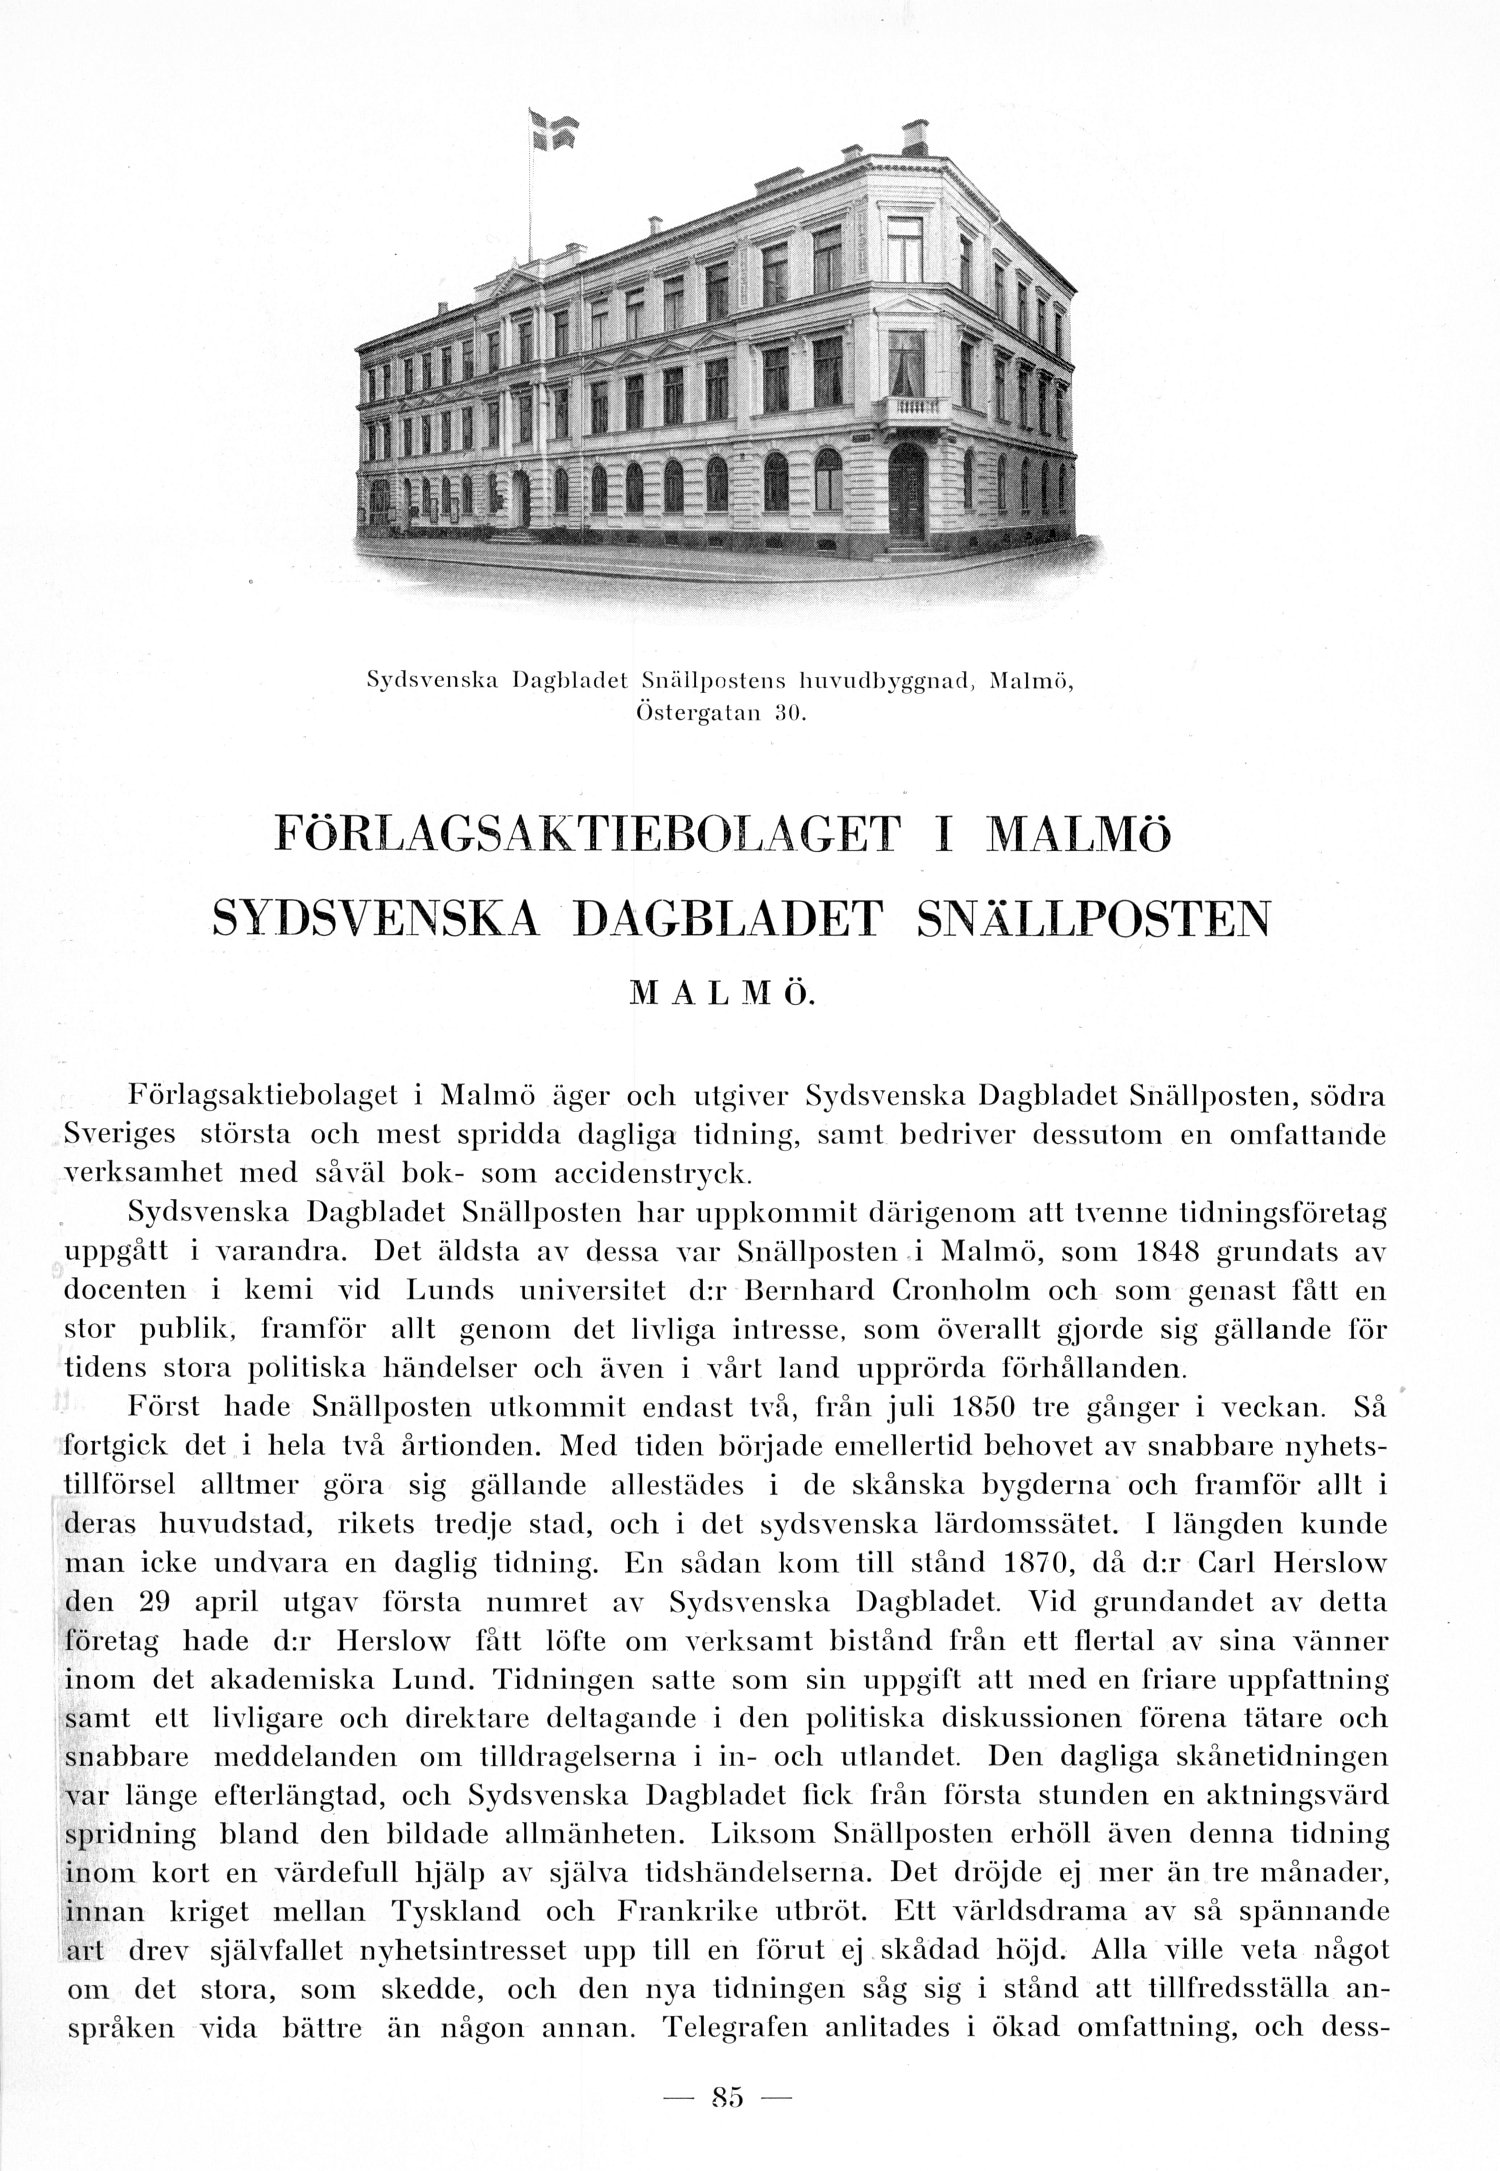 Sydsvenska Dagbladet Snällpostens huvudbyggnad, Malmö,
Östergatan 30.
FÖRLAGSAKTIEBOLAGET I MALMÖ
SYDSVENSKA DAGBLADET SNÄLLPOSTEN
MALMÖ.
Förlagsaktiebolaget i Malmö äger och utgiver Sydsvenska Dagbladet Snällposten, södra
Sveriges största och mest spridda dagliga tidning, samt bedriver dessutom en omfattande
verksamhet med såväl bok- som accidenstryck.
Sydsvenska Dagbladet Snällposten har uppkommit därigenom att tvenne tidningsföretag
uppgått i varandra. Det äldsta av dessa var Snällposten i Malmö, som 1848 grundats av
docenten i kemi vid Lunds universitet d:r Bernhard Cronholm och som genast fått en
stor publik, framför allt genom det livliga intresse, som överallt gjorde sig gällande för
tidens stora politiska händelser och även i vårt land upprörda förhållanden.
Först hade Snällposten utkommit endast två, från juli 1850 tre gånger i veckan. Så
fortgick det i hela två årtionden. Med tiden började emellertid behovet av snabbare nyhets-
tillförsel alltmer göra sig gällande allestädes i de skånska bygderna och framför allt i
deras huvudstad, rikets tredje stad, och i det sydsvenska lärdomssätet. I längden kunde
man icke undvara en daglig tidning. En sådan kom till stånd 1870, då d:r Carl Herslow
den 29 april utgav första numret av Sydsvenska Dagbladet. Vid grundandet av detta
företag hade d:r Herslow fått löfte om verksamt bistånd från ett flertal av sina vänner
inom det akademiska Lund. Tidningen satte som sin uppgift att med en friare uppfattning
samt ett livligare och direktare deltagande i den politiska diskussionen förena tätare och
snabbare meddelanden om tilldragelserna i in- och utlandet. Den dagliga skånetidningen
var länge efterlängtad, och Sydsvenska Dagbladet fick från första stunden en aktningsvärd
spridning bland den bildade allmänheten. Liksom Snällposten erhöll även denna tidning
inom kort en värdefull hjälp av själva tidshändelserna. Det dröjde ej mer än tre månader,
innan kriget mellan Tyskland och Frankrike utbröt. Ett världsdrama av så spännande
art drev självfallet nyhetsintresset upp till en förut ej skådad höjd. Alla ville veta något
om det stora, som skedde, och den nya tidningen såg sig i stånd att tillfredsställa an-
språken vida bättre än någon annan. Telegrafen anlitades i ökad omfattning, och dess-
— 85 —